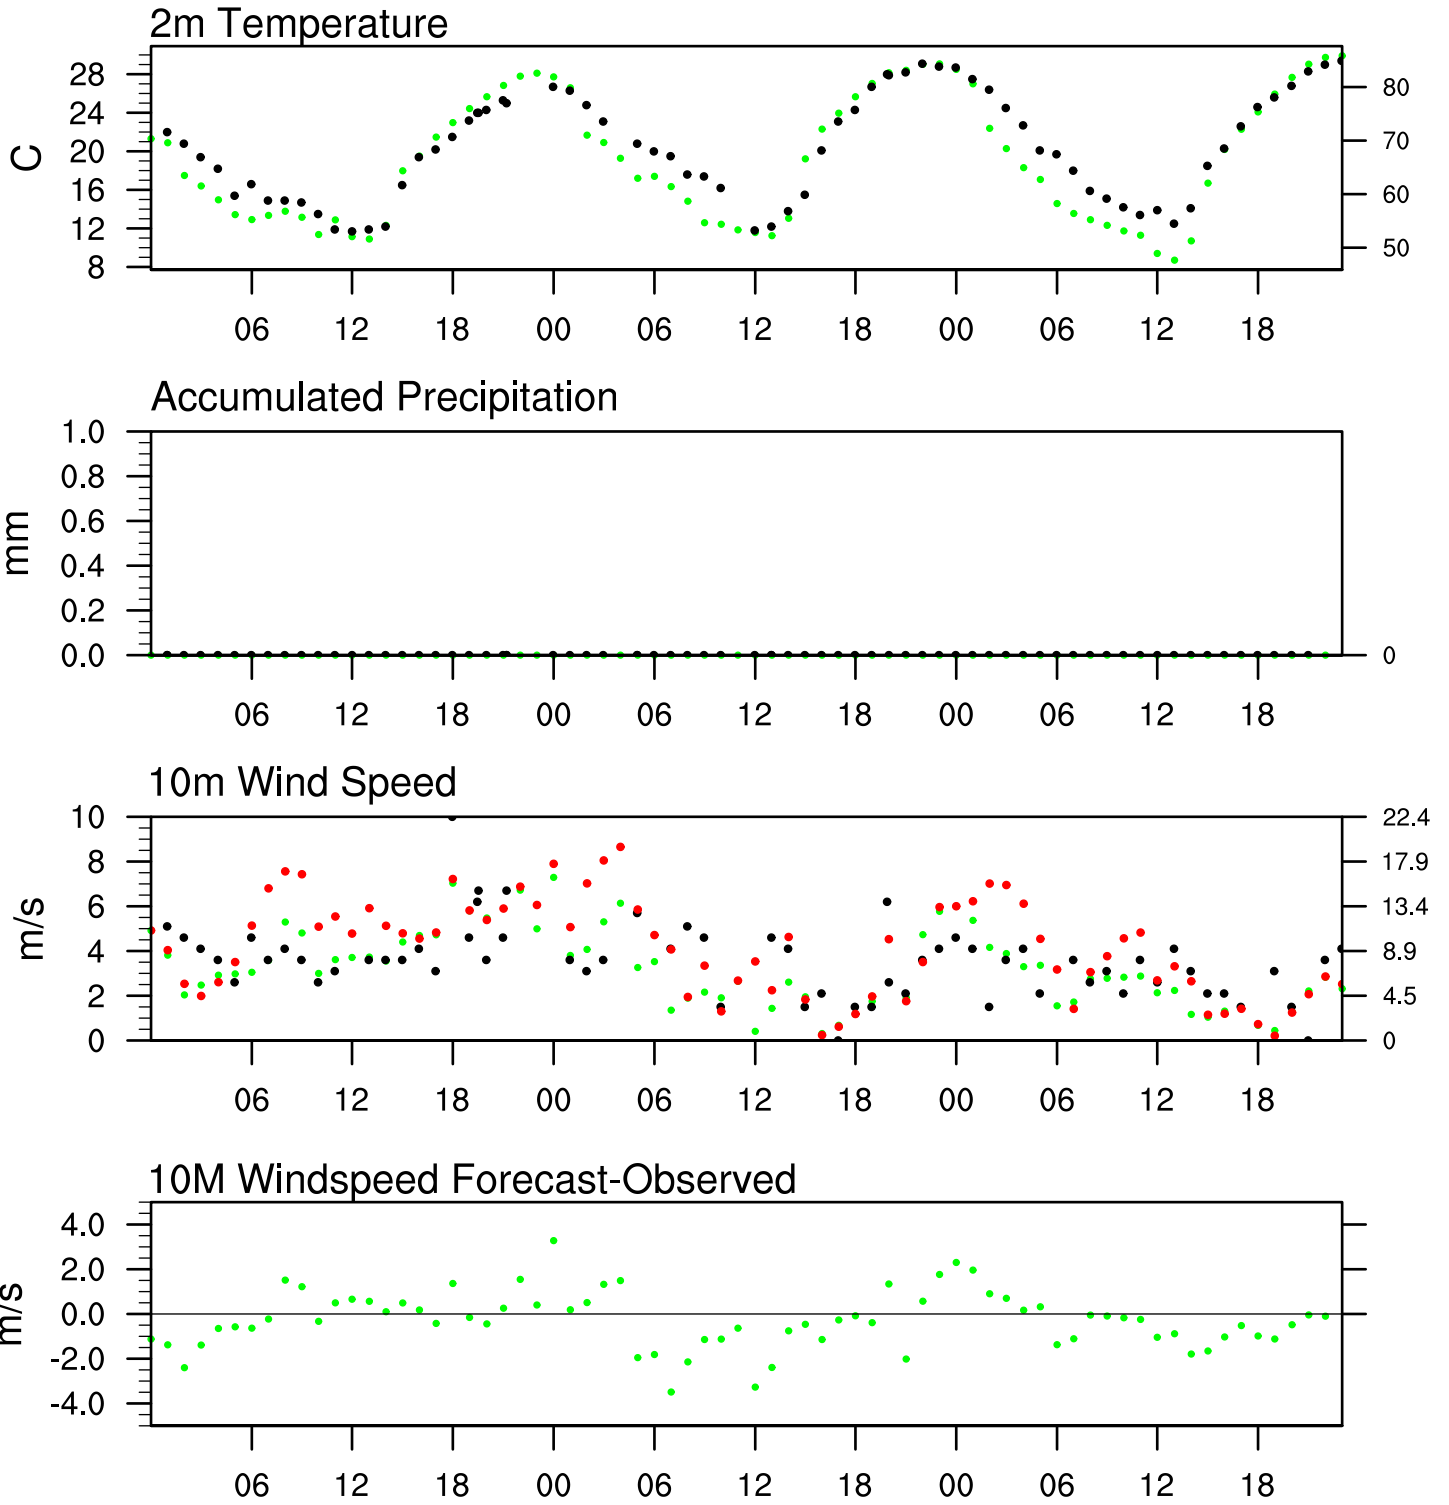 2m Temperature
28
24
20
16
12
8
C
80
70
60
50
06 12 18 00 06 12 18 00 06 12 18
Accumulated Precipitation
1.0
0.8
0.6
0.4
0.2
0.0
mm
0
06 12 18 00 06 12 18 00 06 12 18
10m Wind Speed
10
8
6
4
2
0
m/s
22.4
17.9
13.4
8.9
4.5
0
06 12 18 00 06 12 18 00 06 12 18
10M Windspeed Forecast-Observed
4.0
2.0
0.0
-2.0
-4.0
m/s
06 12 18 00 06 12 18 00 06 12 18